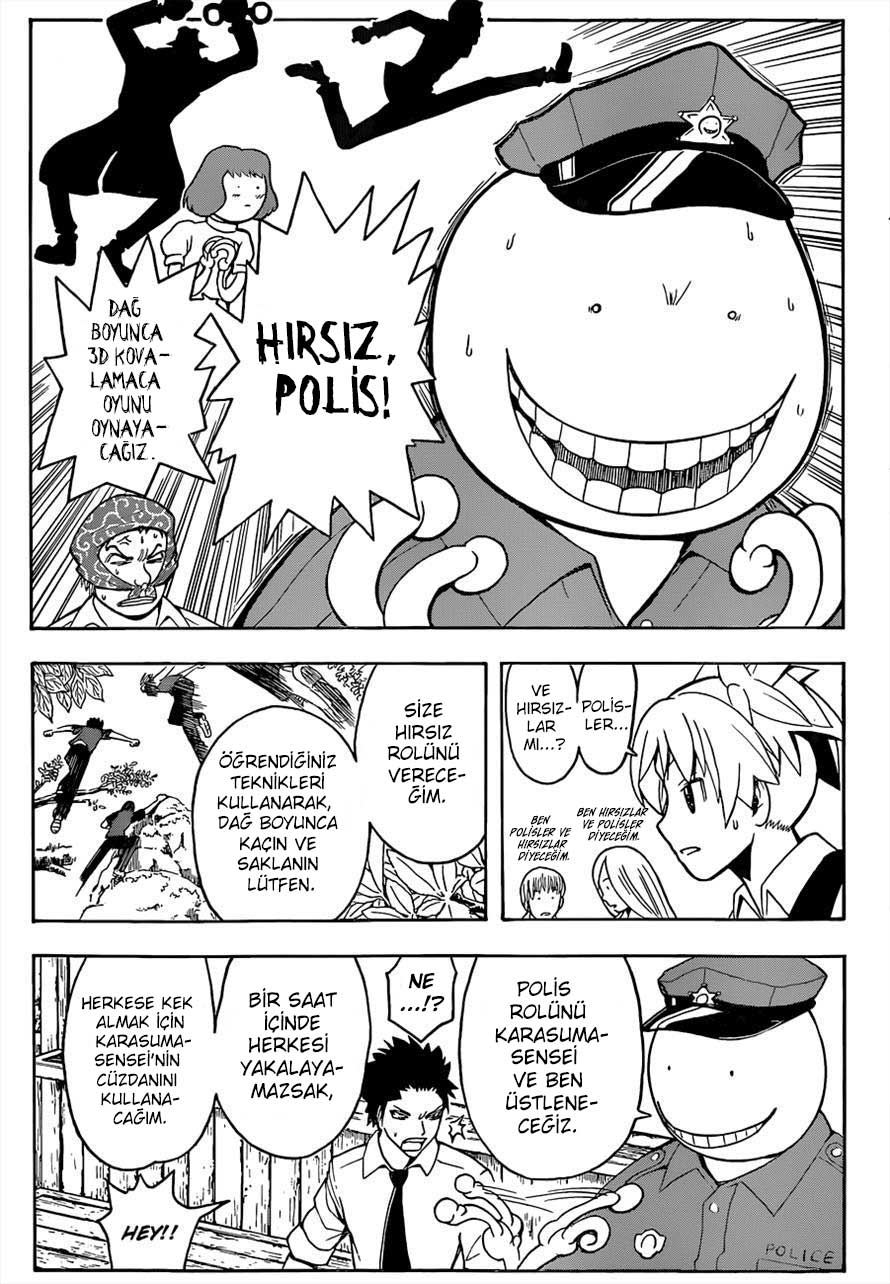 HIRSIZ,
POLİS!
DAĞ
BOYUNCA
3D KOVA-
LAMACA
OYUNU
OYNAYA-
CAĞIZ.
POLİS-
LER...
VE
HIRSIZ-
LAR
MI...?
BEN HIRSIZLAR
VE POLİSLER
DİYECEĞİM.
BEN
POLİSLER VE
HIRSIZLAR
DİYECEĞİM.
SİZE
HIRSIZ
ROLÜNÜ
VERECE-
ĞİM.
ÖĞRENDİĞİNİZ
TEKNİKLERİ
KULLANARAK,
DAĞ BOYUNCA
KAÇIN VE
SAKLANIN
LÜTFEN.
POLİS
ROLÜNÜ
KARASUMA-
SENSEİ
VE BEN
ÜSTLENE-
CEĞİZ.
NE
...!?
BİR SAAT
İÇİNDE
HERKESİ
YAKALAYA-
MAZSAK,
HERKESE KEK
ALMAK İÇİN
KARASUMA-
SENSEİ'NİN
CÜZDANINI
KULLANA-
CAĞIM.
HEY!!
POLICE